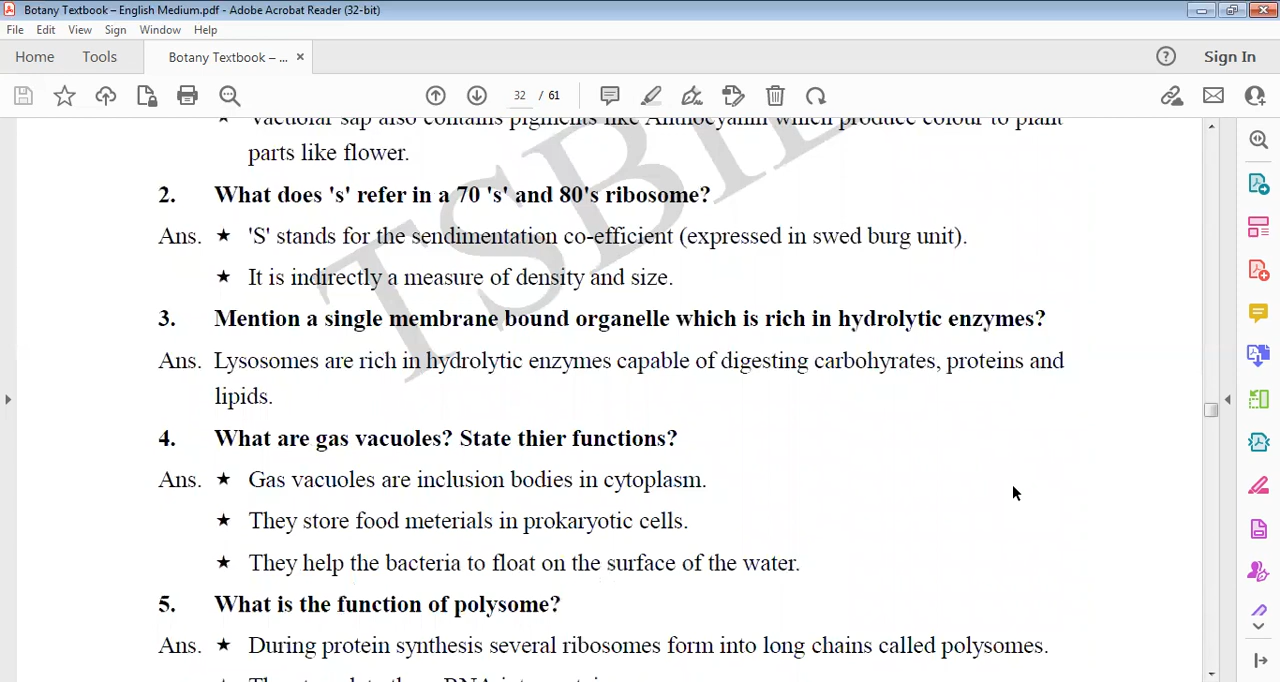 Botany Textbook – English Medium.pdf - Adobe Acrobat Reader (32-bit)
File Edit View Sign Window Help
Home Tools Botany Textbook – ... × Sign In
32 / 61
★ Vacuolar sap also contains pigments like Anthocyanin which produce colour to plant
parts like flower.
2. What does 's' refer in a 70 's' and 80's ribosome?
Ans. ★ 'S' stands for the sendimentation co-efficient (expressed in swed burg unit).
★ It is indirectly a measure of density and size.
3. Mention a single membrane bound organelle which is rich in hydrolytic enzymes?
Ans. Lysosomes are rich in hydrolytic enzymes capable of digesting carbohyrates, proteins and
lipids.
4. What are gas vacuoles? State thier functions?
Ans. ★ Gas vacuoles are inclusion bodies in cytoplasm.
★ They store food meterials in prokaryotic cells.
★ They help the bacteria to float on the surface of the water.
5. What is the function of polysome?
Ans. ★ During protein synthesis several ribosomes form into long chains called polysomes.